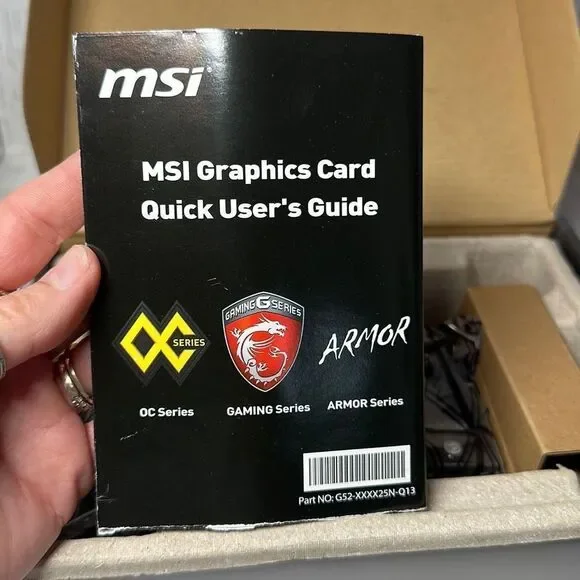 msi
MSI Graphics Card
Quick User's Guide
OC SERIES
GAMING G SERIES
ARMOR
OC Series
GAMING Series
ARMOR Series
Part NO: G52-XXXX25N-Q13